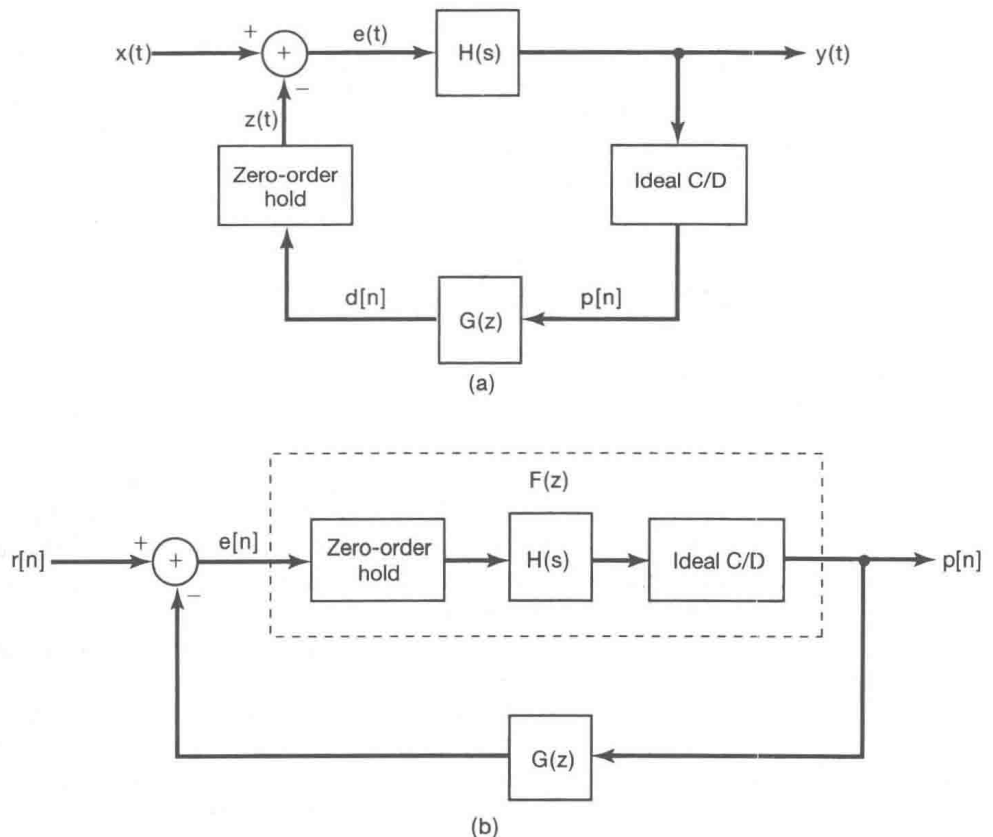 x(t)
+
+
−
e(t)
H(s)
y(t)
z(t)
Zero-order
hold
Ideal C/D
d[n]
G(z)
p[n]
(a)
F(z)
r[n]
+
+
−
e[n]
Zero-order
hold
H(s)
Ideal C/D
p[n]
G(z)
(b)